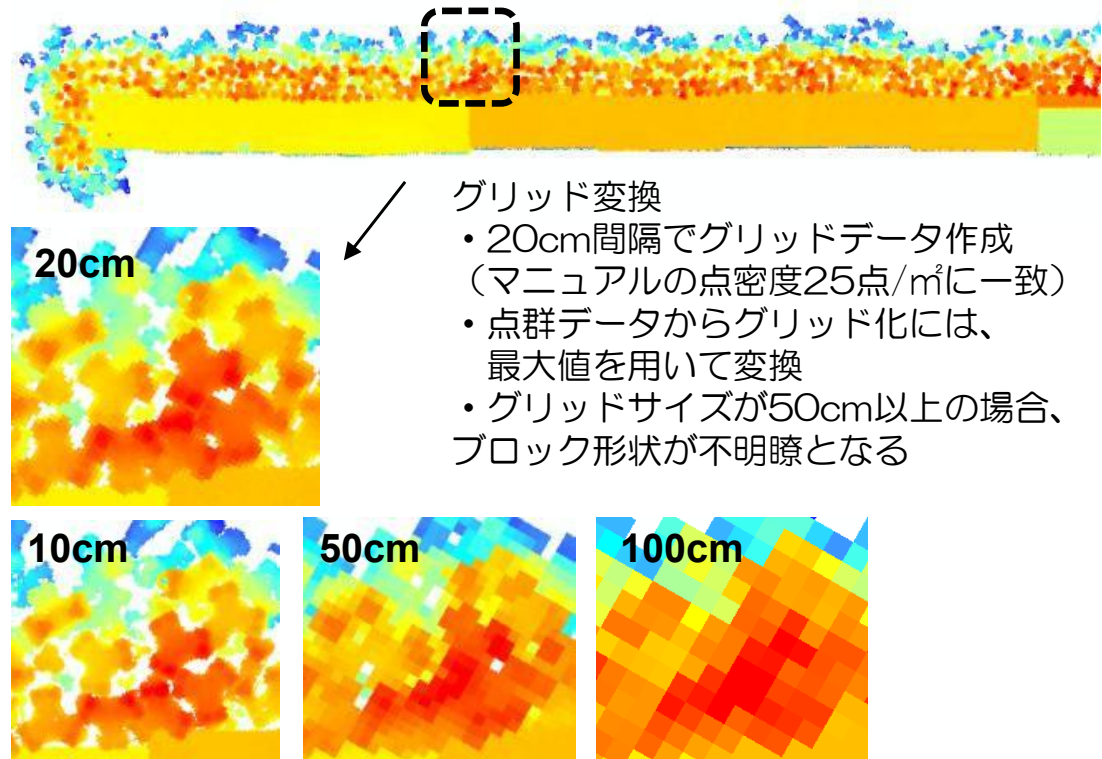 グリッド変換
・20cm間隔でグリッドデータ作成
（マニュアルの点密度25点/㎡に一致）
・点群データからグリッド化には、
最大値を用いて変換
・グリッドサイズが50cm以上の場合、
ブロック形状が不明瞭となる
20cm
10cm
50cm
100cm